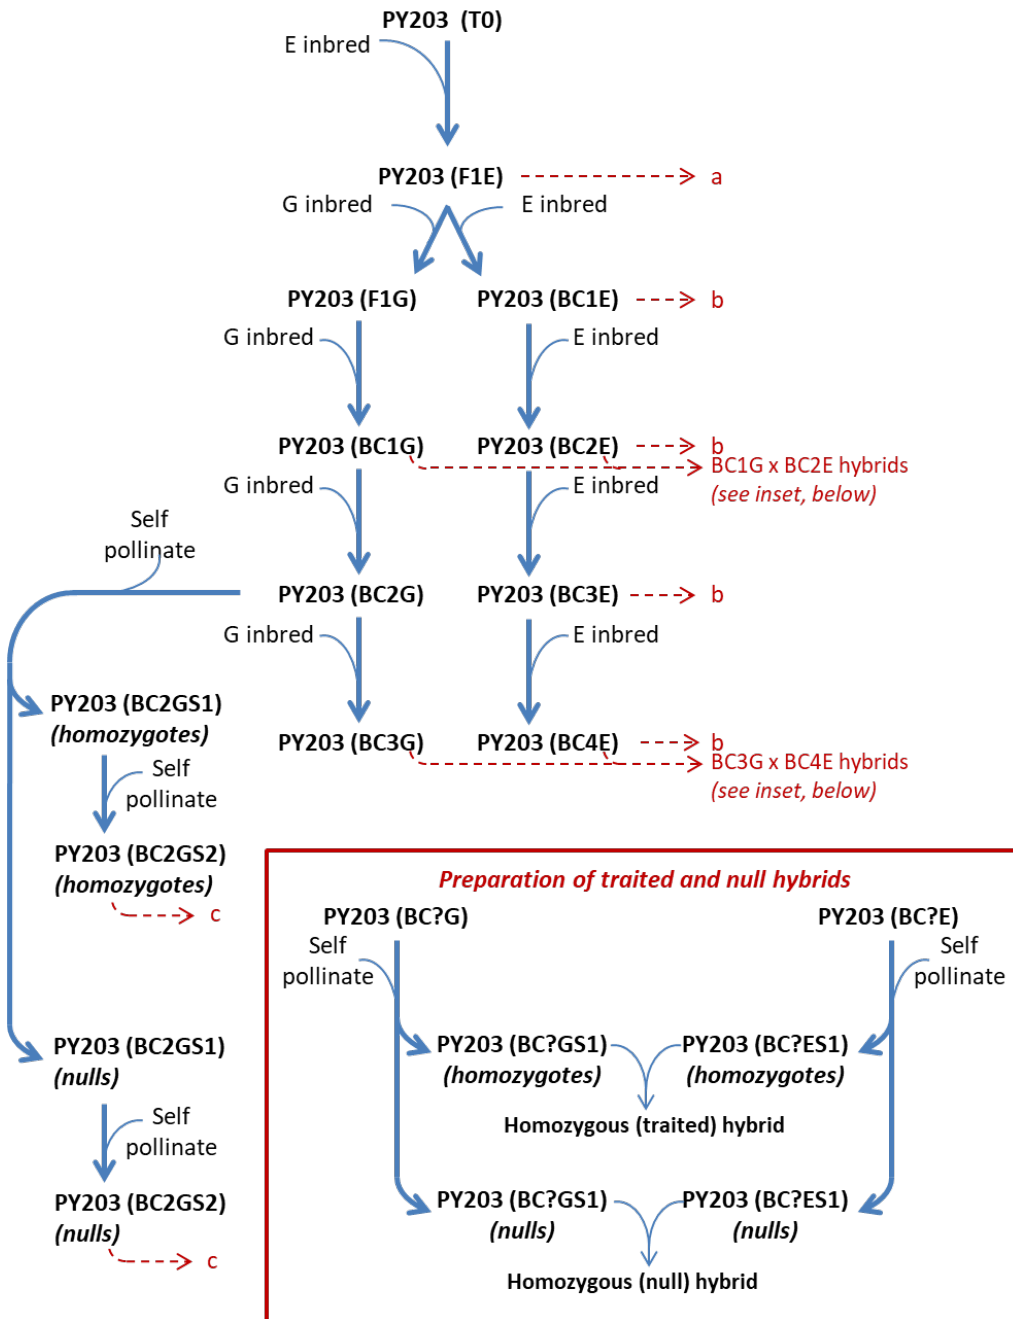 PY203 (T0)
E inbred
PY203 (F1E)
a
G inbred
E inbred
PY203 (F1G)
PY203 (BC1E)
b
G inbred
E inbred
PY203 (BC1G)
PY203 (BC2E)
b
BC1G x BC2E hybrids
(see inset, below)
G inbred
E inbred
Self
pollinate
PY203 (BC2G)
PY203 (BC3E)
b
G inbred
E inbred
PY203 (BC2GS1)
(homozygotes)
PY203 (BC3G)
PY203 (BC4E)
b
BC3G x BC4E hybrids
(see inset, below)
Self
pollinate
PY203 (BC2GS2)
(homozygotes)
c
PY203 (BC2GS1)
(nulls)
Self
pollinate
PY203 (BC2GS2)
(nulls)
c
Preparation of traited and null hybrids
PY203 (BC?G)
PY203 (BC?E)
Self
pollinate
Self
pollinate
PY203 (BC?GS1)
(homozygotes)
PY203 (BC?ES1)
(homozygotes)
Homozygous (traited) hybrid
PY203 (BC?GS1)
(nulls)
PY203 (BC?ES1)
(nulls)
Homozygous (null) hybrid